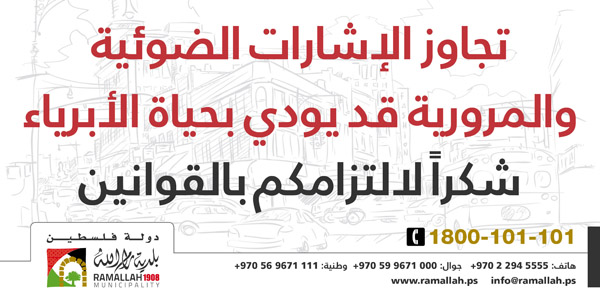 تجاوز الإشارات الضوئية
والمرورية قد يودي بحياة الأبرياء
شكراً لالتزامكم بالقوانين
1800-101-101
دولة فلسطين
بلدية رام الله
RAMALLAH 1908
MUNICIPALITY
هاتف: 5555 294 2 970+ جوال: 000 9671 59 970+ وطنية: 111 9671 56 970+
www.ramallah.ps info@ramallah.ps